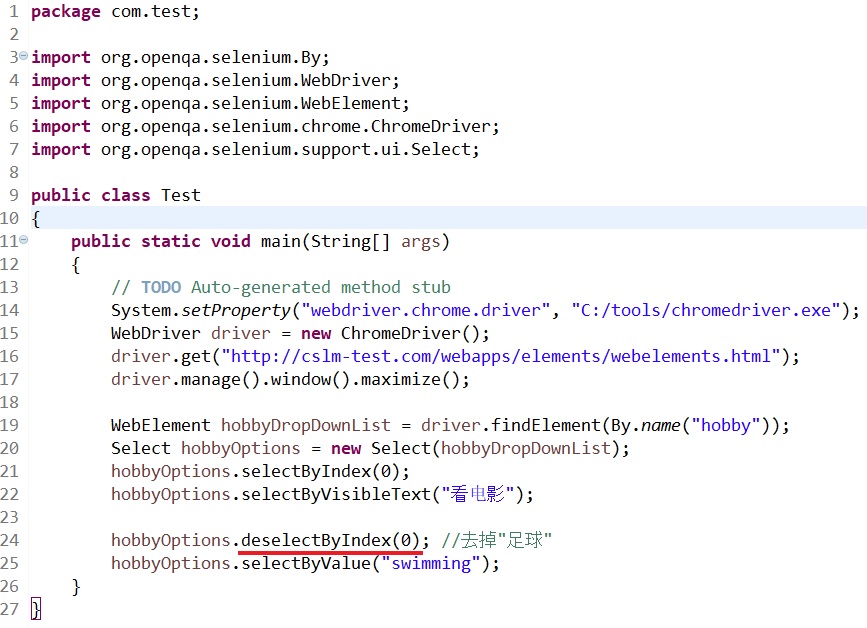 1 package com.test;
2
3 import org.openqa.selenium.By;
4 import org.openqa.selenium.WebDriver;
5 import org.openqa.selenium.WebElement;
6 import org.openqa.selenium.chrome.ChromeDriver;
7 import org.openqa.selenium.support.ui.Select;
8
9 public class Test
10 {
11     public static void main(String[] args)
12     {
13         // TODO Auto-generated method stub
14         System.setProperty("webdriver.chrome.driver", "C:/tools/chromedriver.exe");
15         WebDriver driver = new ChromeDriver();
16         driver.get("http://cslm-test.com/webapps/elements/webelements.html");
17         driver.manage().window().maximize();
18
19         WebElement hobbyDropDownList = driver.findElement(By.name("hobby"));
20         Select hobbyOptions = new Select(hobbyDropDownList);
21         hobbyOptions.selectByIndex(0);
22         hobbyOptions.selectByVisibleText("看电影");
23
24         hobbyOptions.deselectByIndex(0); //去掉"足球"
25         hobbyOptions.selectByValue("swimming");
26     }
27 }